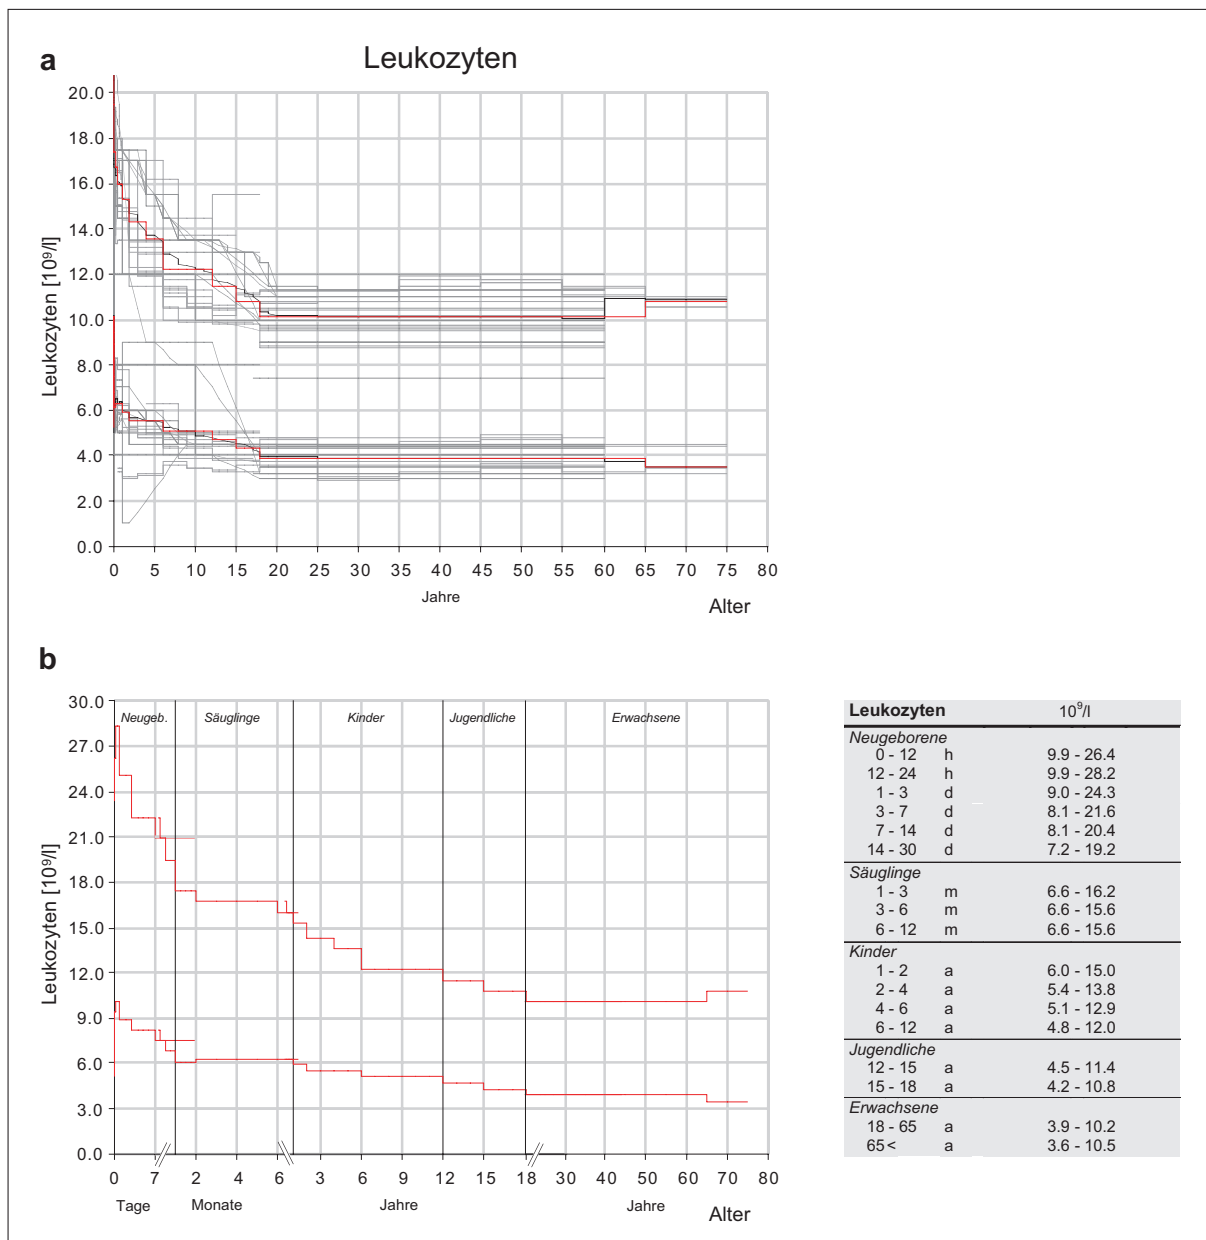 a
Leukozyten
Leukozyten [10⁹/l]
20.0
18.0
16.0
14.0
12.0
10.0
8.0
6.0
4.0
2.0
0.0
0 5 10 15 20 25 30 35 39 40 45 50 55 60 65 70 75 80
Jahre
Alter
b
Leukozyten [10⁹/l]
Neugeb. Säuglinge Kinder Jugendliche Erwachsene
30.0
27.0
24.0
21.0
18.0
15.0
12.0
9.0
6.0
3.0
0.0
0 7 2 6 3 6 9 12 15 18 30 40 50 60 70 80
Tage Monate Jahre Jahre
Alter
Leukozyten 10⁹/l
Neugeborene
0 - 12 h 9.9 - 26.4
12 - 24 h 9.9 - 28.2
1 - 3 d 9.0 - 24.3
3 - 7 d 8.1 - 21.6
7 - 14 d 8.1 - 20.4
14 - 30 d 7.2 - 19.2
Säuglinge
1 - 3 m 6.6 - 16.2
3 - 6 m 6.6 - 15.6
6 - 12 m 6.6 - 15.6
Kinder
1 - 2 a 6.0 - 15.0
2 - 4 a 5.4 - 13.8
4 - 6 a 5.1 - 12.9
6 - 12 a 4.8 - 12.0
Jugendliche
12 - 15 a 4.5 - 11.4
15 - 18 a 4.2 - 10.8
Erwachsene
18 - 65 a 3.9 - 10.2
65< a 3.6 - 10.5